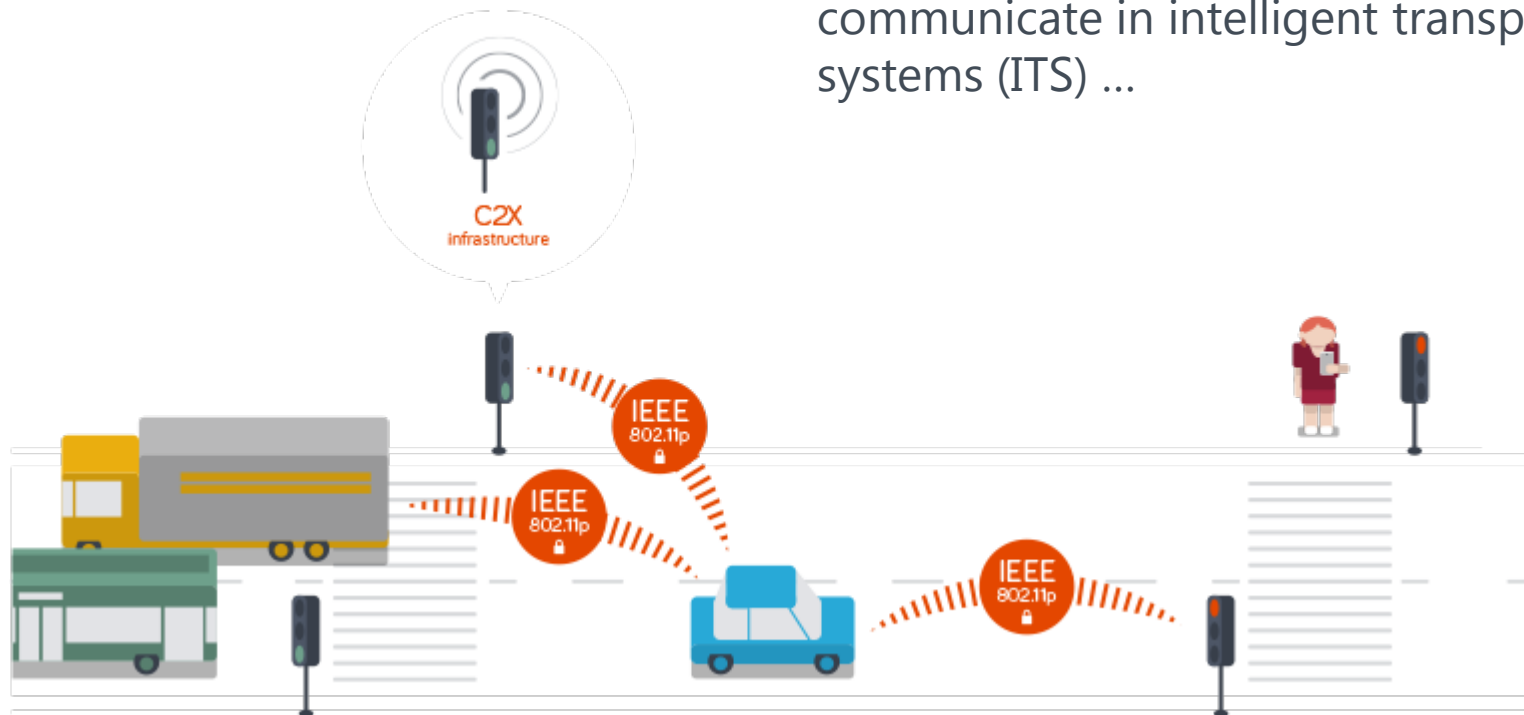 communicate in intelligent transp
systems (ITS) ...
C2X
infrastructure
IEEE
802.11p
IEEE
802.11p
IEEE
802.11p